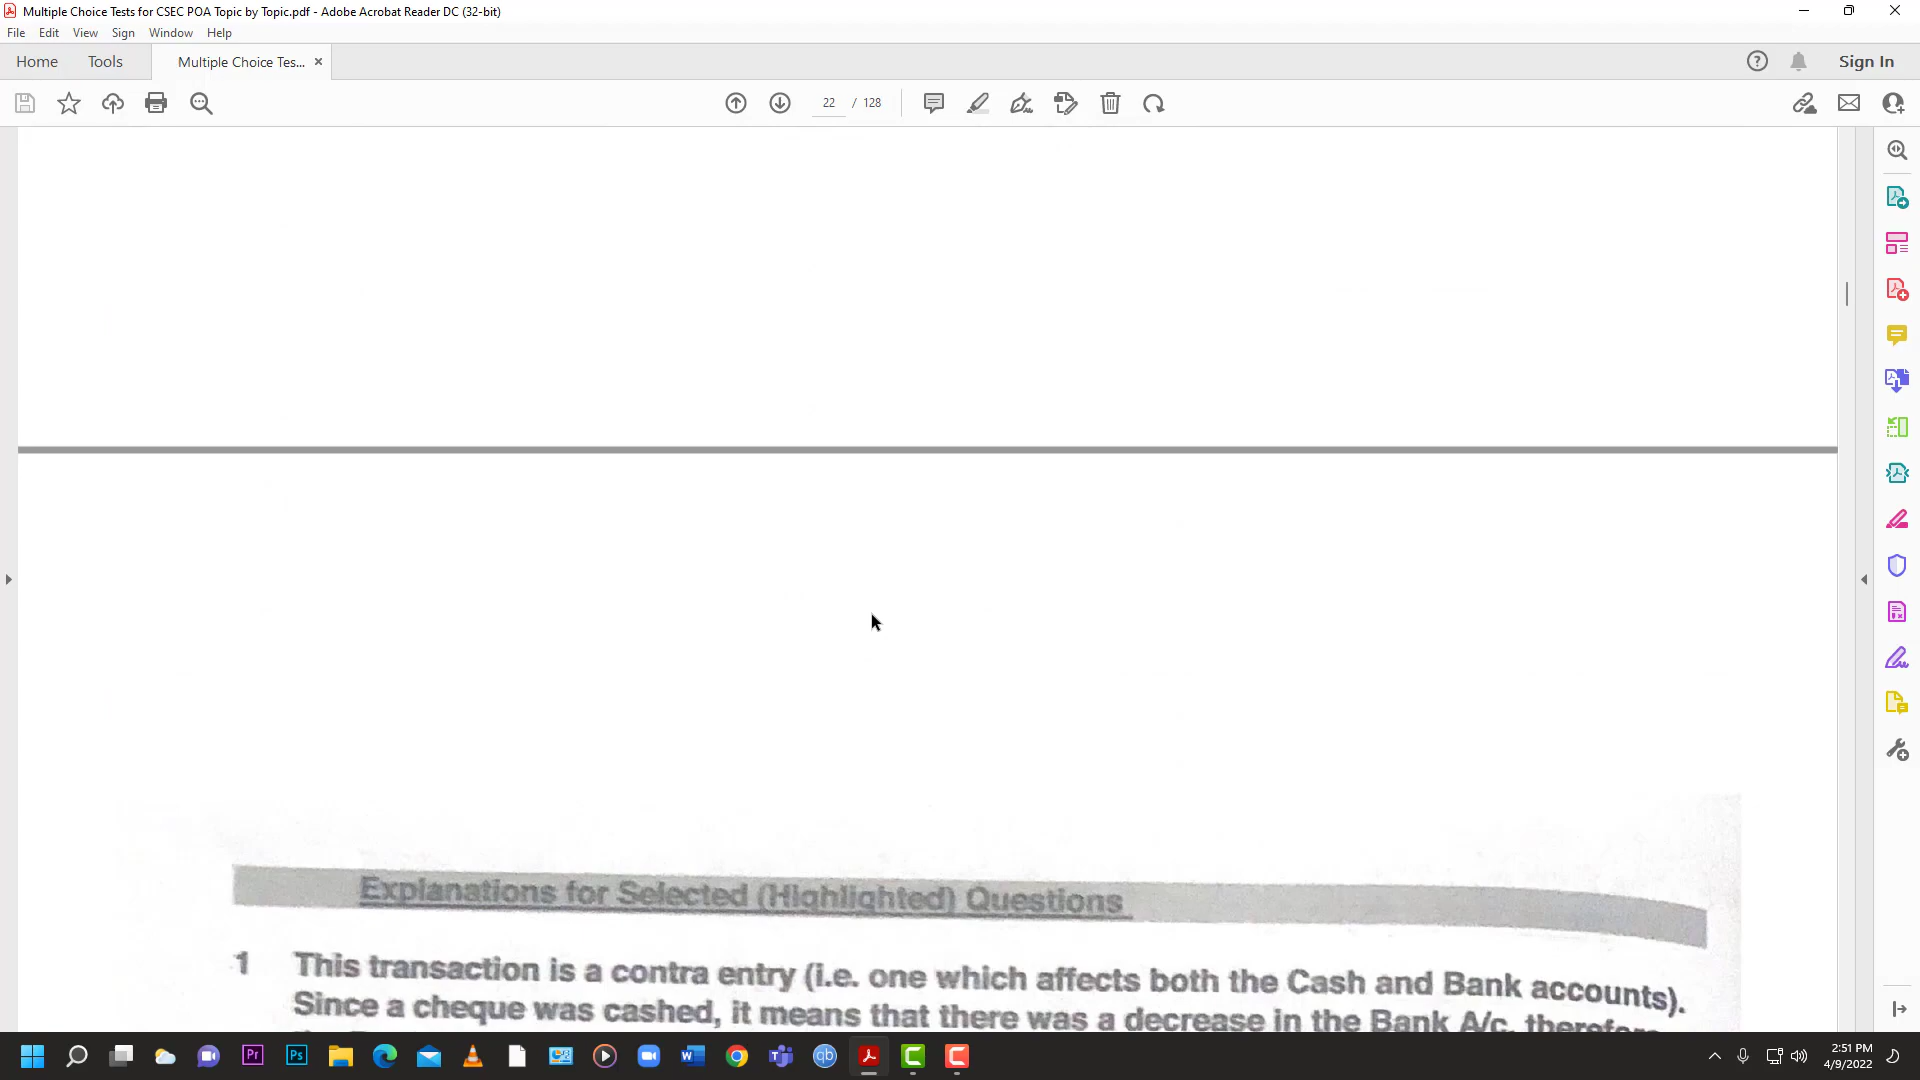 Multiple Choice Tests for CSEC POA Topic by Topic.pdf - Adobe Acrobat Reader DC (32-bit)
File Edit View Sign Window Help
Home Tools Multiple Choice Tes... × Sign In
22 / 128
Explanations for Selected (Highlighted) Questions
1 This transaction is a contra entry (i.e. one which affects both the Cash and Bank accounts).
Since a cheque was cashed, it means that there was a decrease in the Bank A/c, therefore
Pr Ps W T qb
2:51 PM
4/9/2022